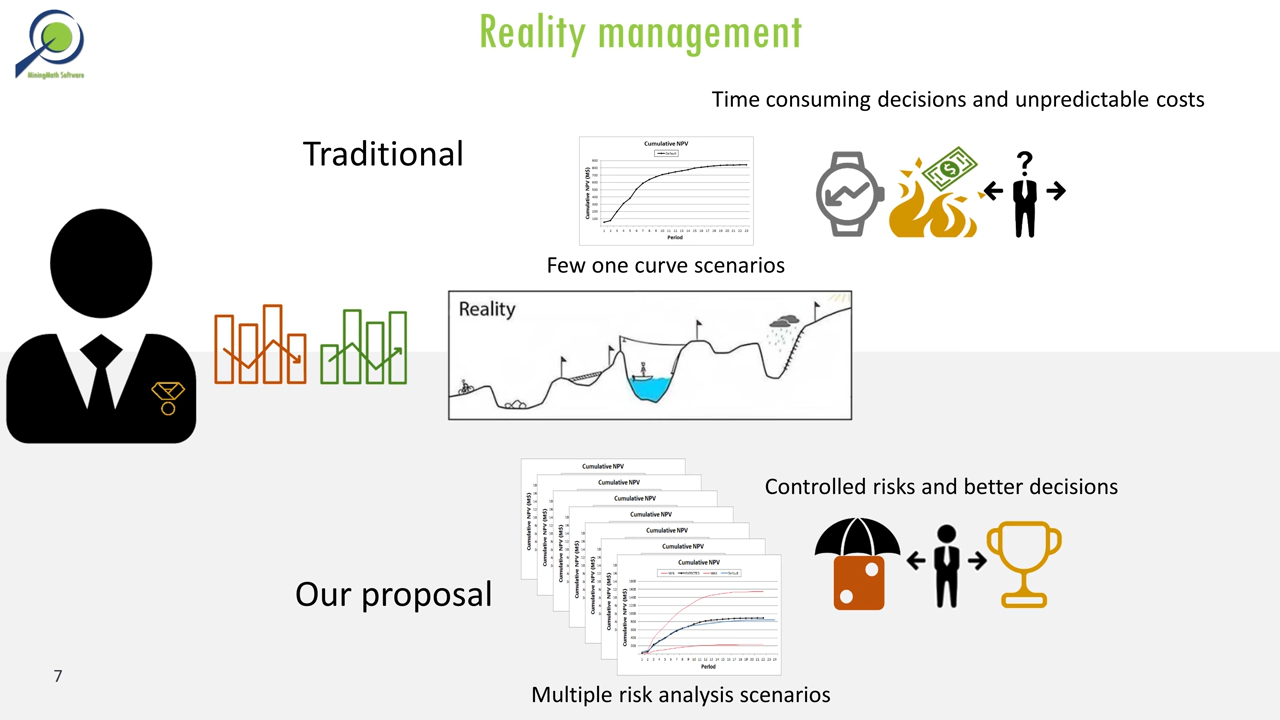 Reality management
MiningMath Software
Time consuming decisions and unpredictable costs
Traditional
Cumulative NPV
Default
Cumulative NPV (M$)
Period
?
Few one curve scenarios
Reality
Cumulative NPV
Cumulative NPV
Cumulative NPV
Cumulative NPV
Cumulative NPV
Cumulative NPV
Cumulative NPV
Cumulative NPV (M$)
Period
Controlled risks and better decisions
Our proposal
Multiple risk analysis scenarios
7